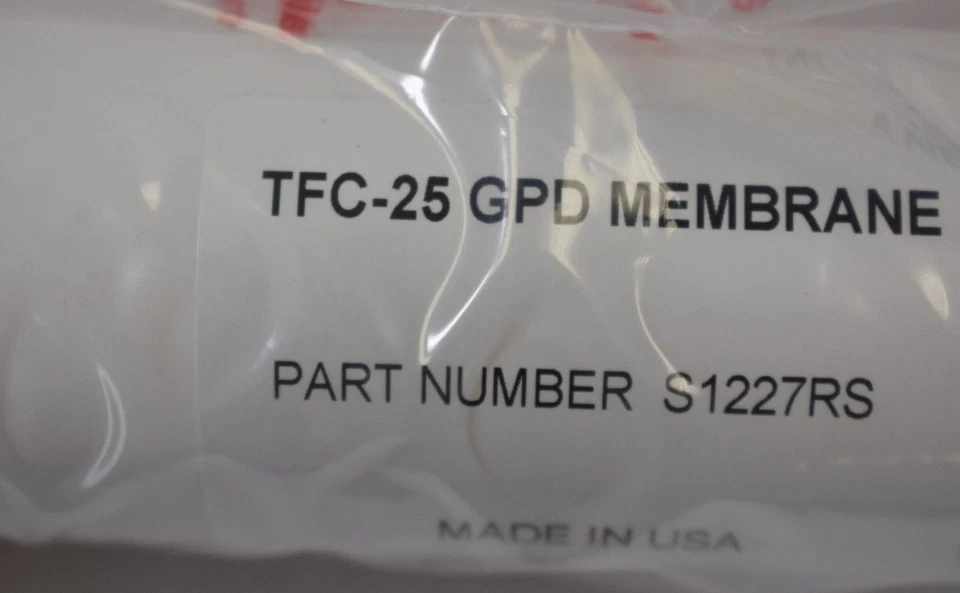 TFC-25 GPD MEMBRANE
PART NUMBER S1227RS
MADE IN USA